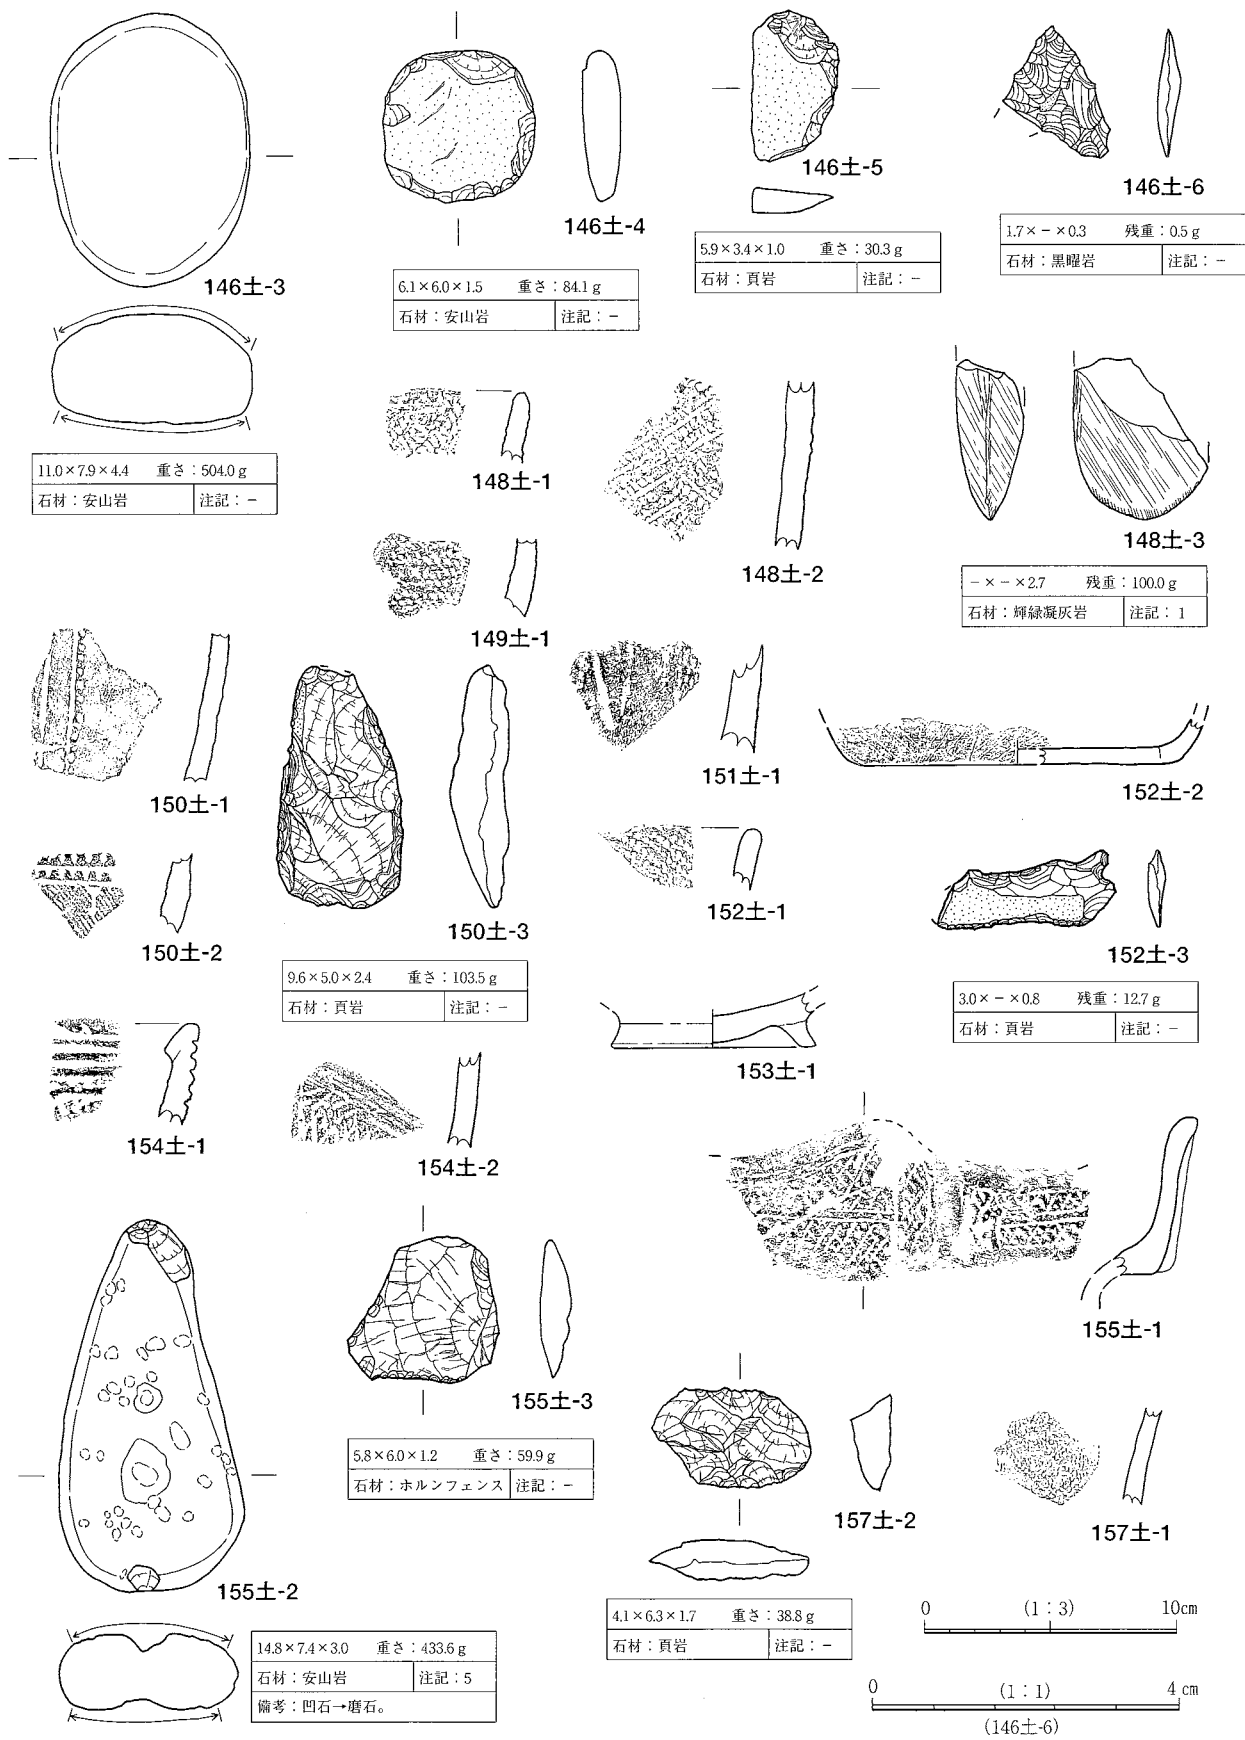 146土-3
11.0×7.9×4.4 重さ：504.0 g
石材：安山岩 注記：－
146土-4
6.1×6.0×1.5 重さ：84.1 g
石材：安山岩 注記：－
146土-5
5.9×3.4×1.0 重さ：30.3 g
石材：頁岩 注記：－
146土-6
1.7×－×0.3 残重：0.5 g
石材：黒曜岩 注記：－
148土-1
148土-2
148土-3
－×－×2.7 残重：100.0 g
石材：輝緑凝灰岩 注記：1
149土-1
150土-1
150土-2
150土-3
9.6×5.0×2.4 重さ：103.5 g
石材：頁岩 注記：－
151土-1
152土-2
152土-1
152土-3
3.0×－×0.8 残重：12.7 g
石材：頁岩 注記：－
153土-1
154土-1
154土-2
155土-1
155土-2
14.8×7.4×3.0 重さ：433.6 g
石材：安山岩 注記：5
備考：凹石→磨石。
155土-3
5.8×6.0×1.2 重さ：59.9 g
石材：ホルンフェンス 注記：－
157土-2
4.1×6.3×1.7 重さ：38.8 g
石材：頁岩 注記：－
157土-1
0 (1：3) 10cm
0 (1：1) 4 cm
(146土-6)